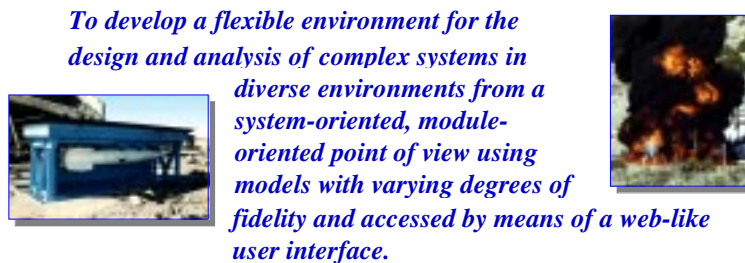 To develop a flexible environment for the
design and analysis of complex systems in
diverse environments from a
system-oriented, module-
oriented point of view using
models with varying degrees of
fidelity and accessed by means of a web-like
user interface.